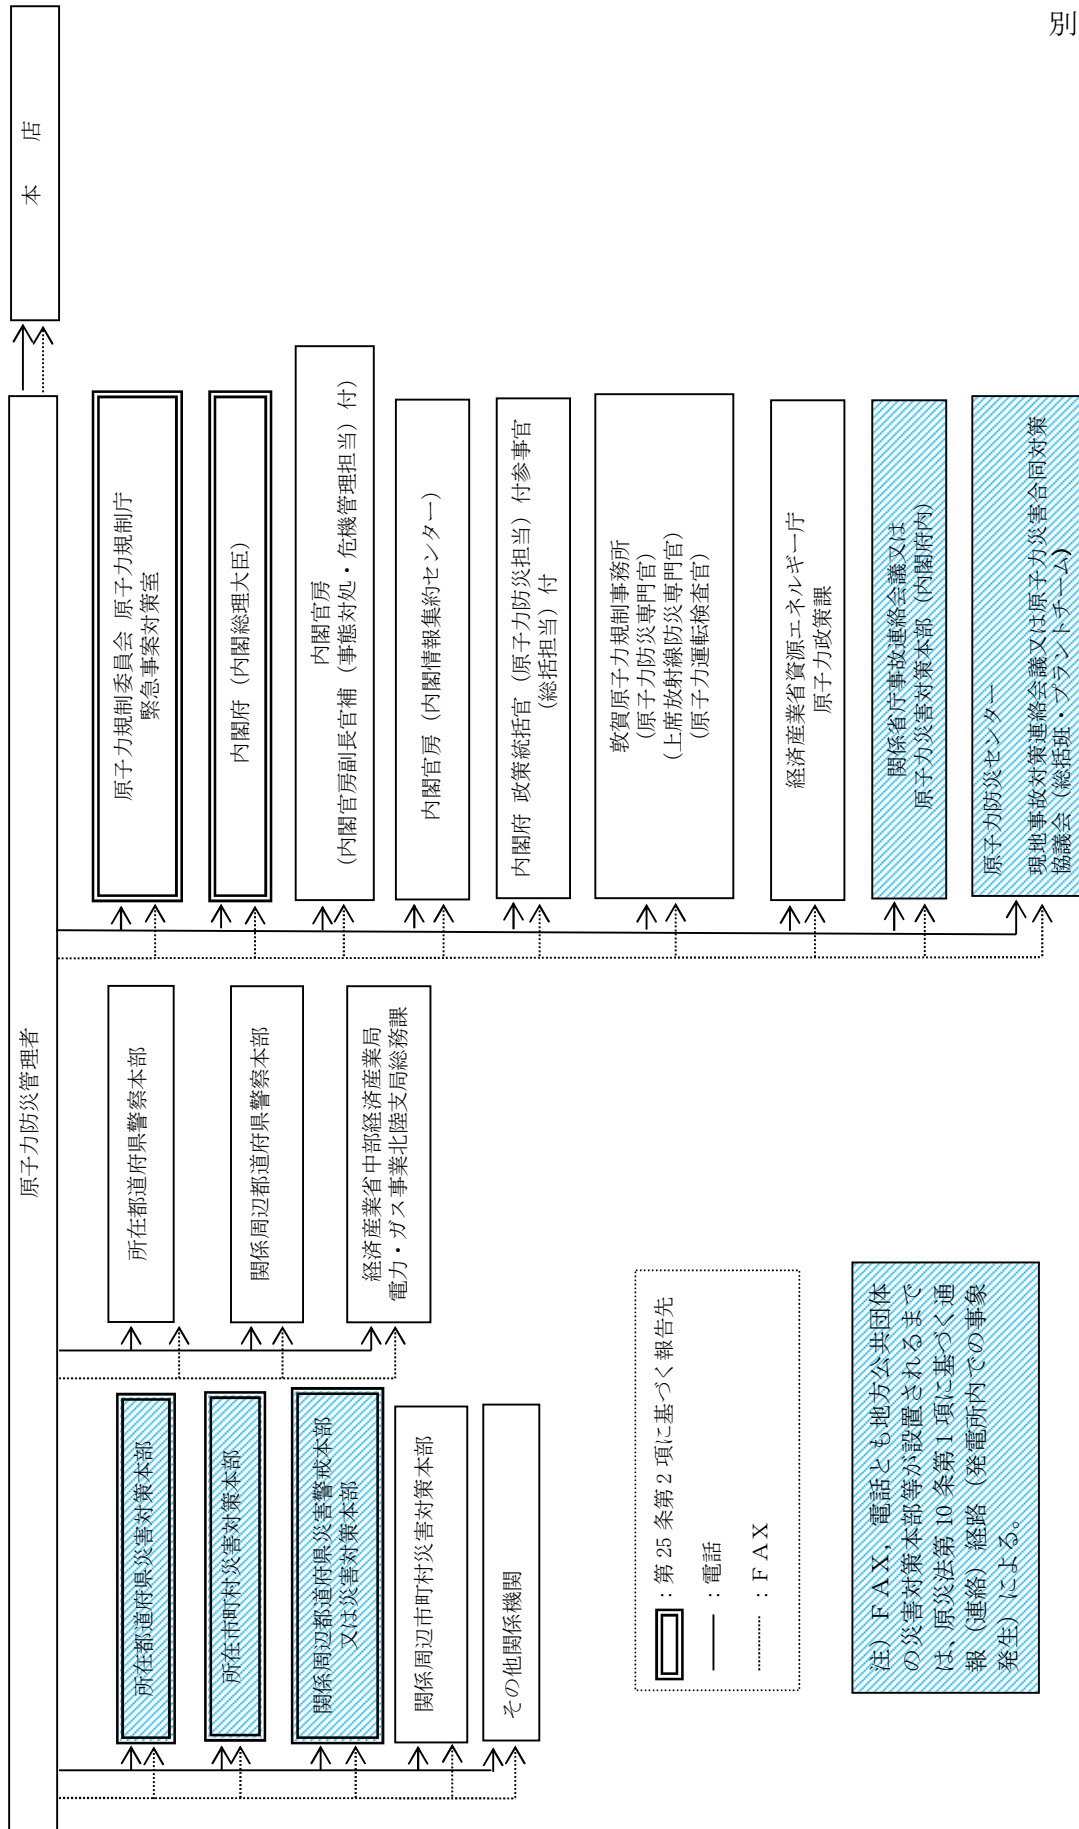 別
本　店
原子力防災管理者
原子力規制委員会 原子力規制庁
緊急事案対策室
内閣府（内閣総理大臣）
内閣官房
（内閣官房副長官補（事態対処・危機管理担当）付）
内閣官房（内閣情報集約センター）
内閣府 政策統括官（原子力防災担当）付参事官
（総括担当）付
敦賀原子力規制事務所
（原子力防災専門官）
（上席放射線防災専門官）
（原子力運転検査官）
経済産業省資源エネルギー庁
原子力政策課
関係省庁事故連絡会議又は
原子力災害対策本部（内閣府内）
原子力防災センター
現地事故対策連絡会議又は原子力災害合同対策
協議会（総括班・プラントチーム）
所在都道府県警察本部
関係周辺都道府県警察本部
経済産業省中部経済産業局
電力・ガス事業北陸支局総務課
所在都道府県災害対策本部
所在市町村災害対策本部
関係周辺都道府県災害警戒本部
又は災害対策本部
関係周辺市町村災害対策本部
その他関係機関
：第 25 条第 2 項に基づく報告先
：電話
：ＦＡＸ
注）ＦＡＸ，電話とも地方公共団体
の災害対策本部等が設置されるまで
は，原災法第 10 条第 1 項に基づく通
報（連絡）経路（発電所内での事象
発生）による。